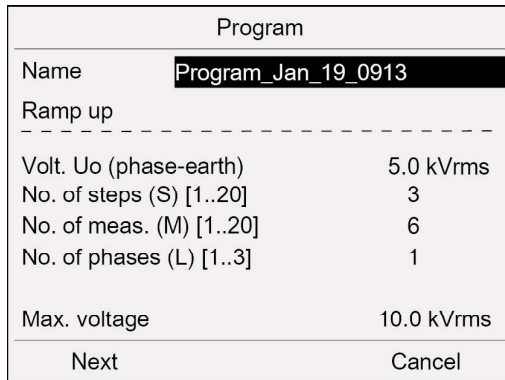 Program
Name Program_Jan_19_0913
Ramp up
Volt. Uo (phase-earth) 5.0 kVrms
No. of steps (S) [1..20] 3
No. of meas. (M) [1..20] 6
No. of phases (L) [1..3] 1
Max. voltage 10.0 kVrms
Next Cancel